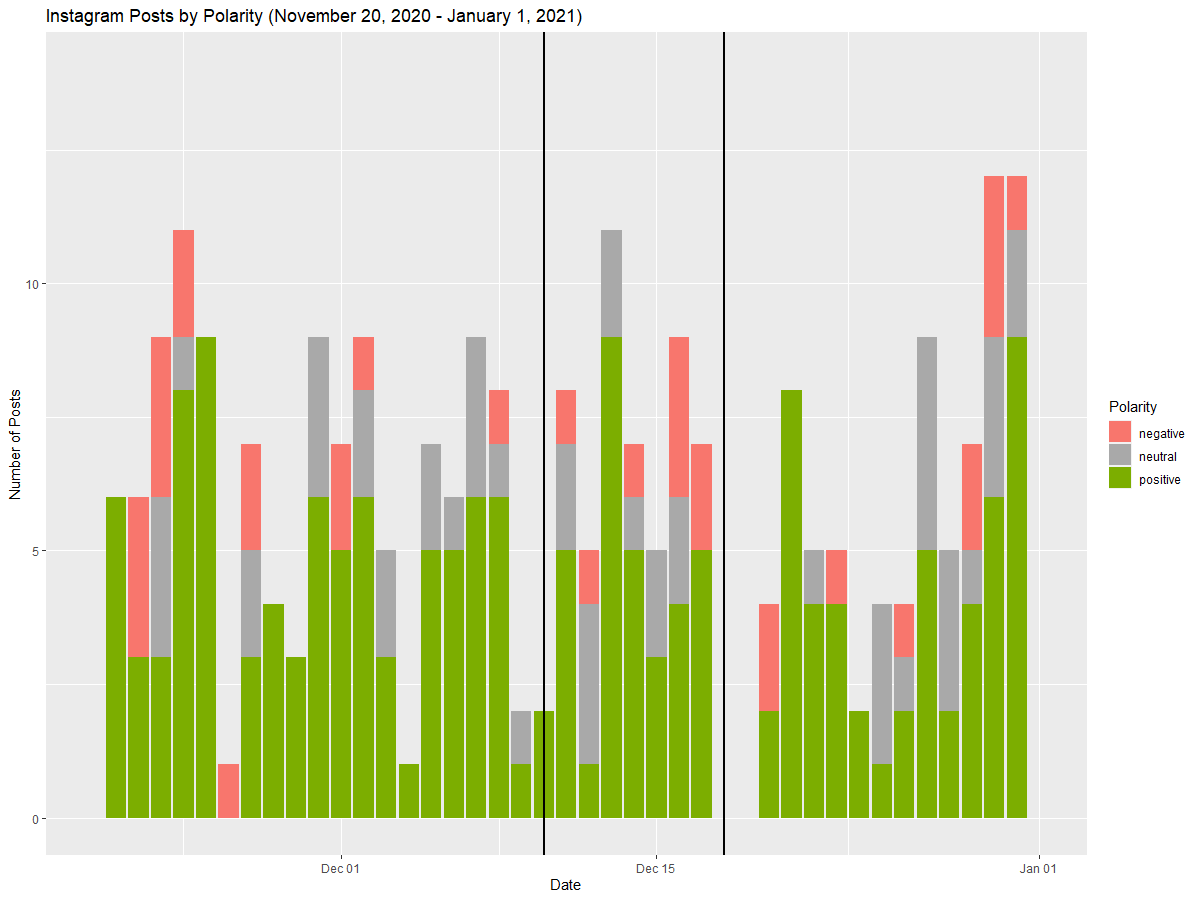 Instagram Posts by Polarity (November 20, 2020 - January 1, 2021)
10
5
0
Number of Posts
Dec 01
Dec 15
Jan 01
Date
Polarity
negative
neutral
positive